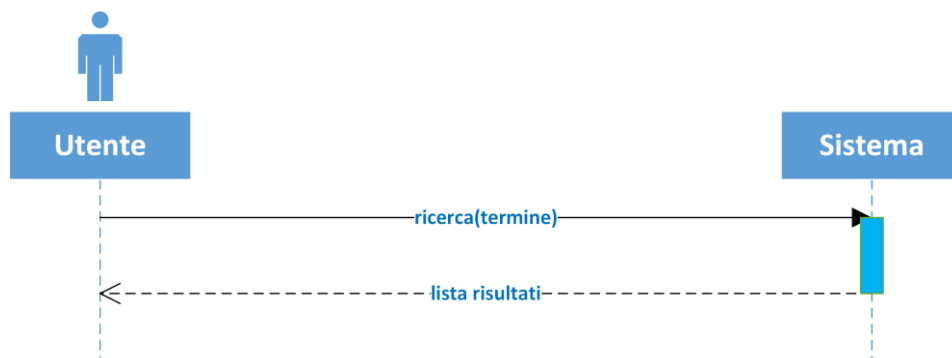 Utente
Sistema
ricerca(termine)
lista risultati